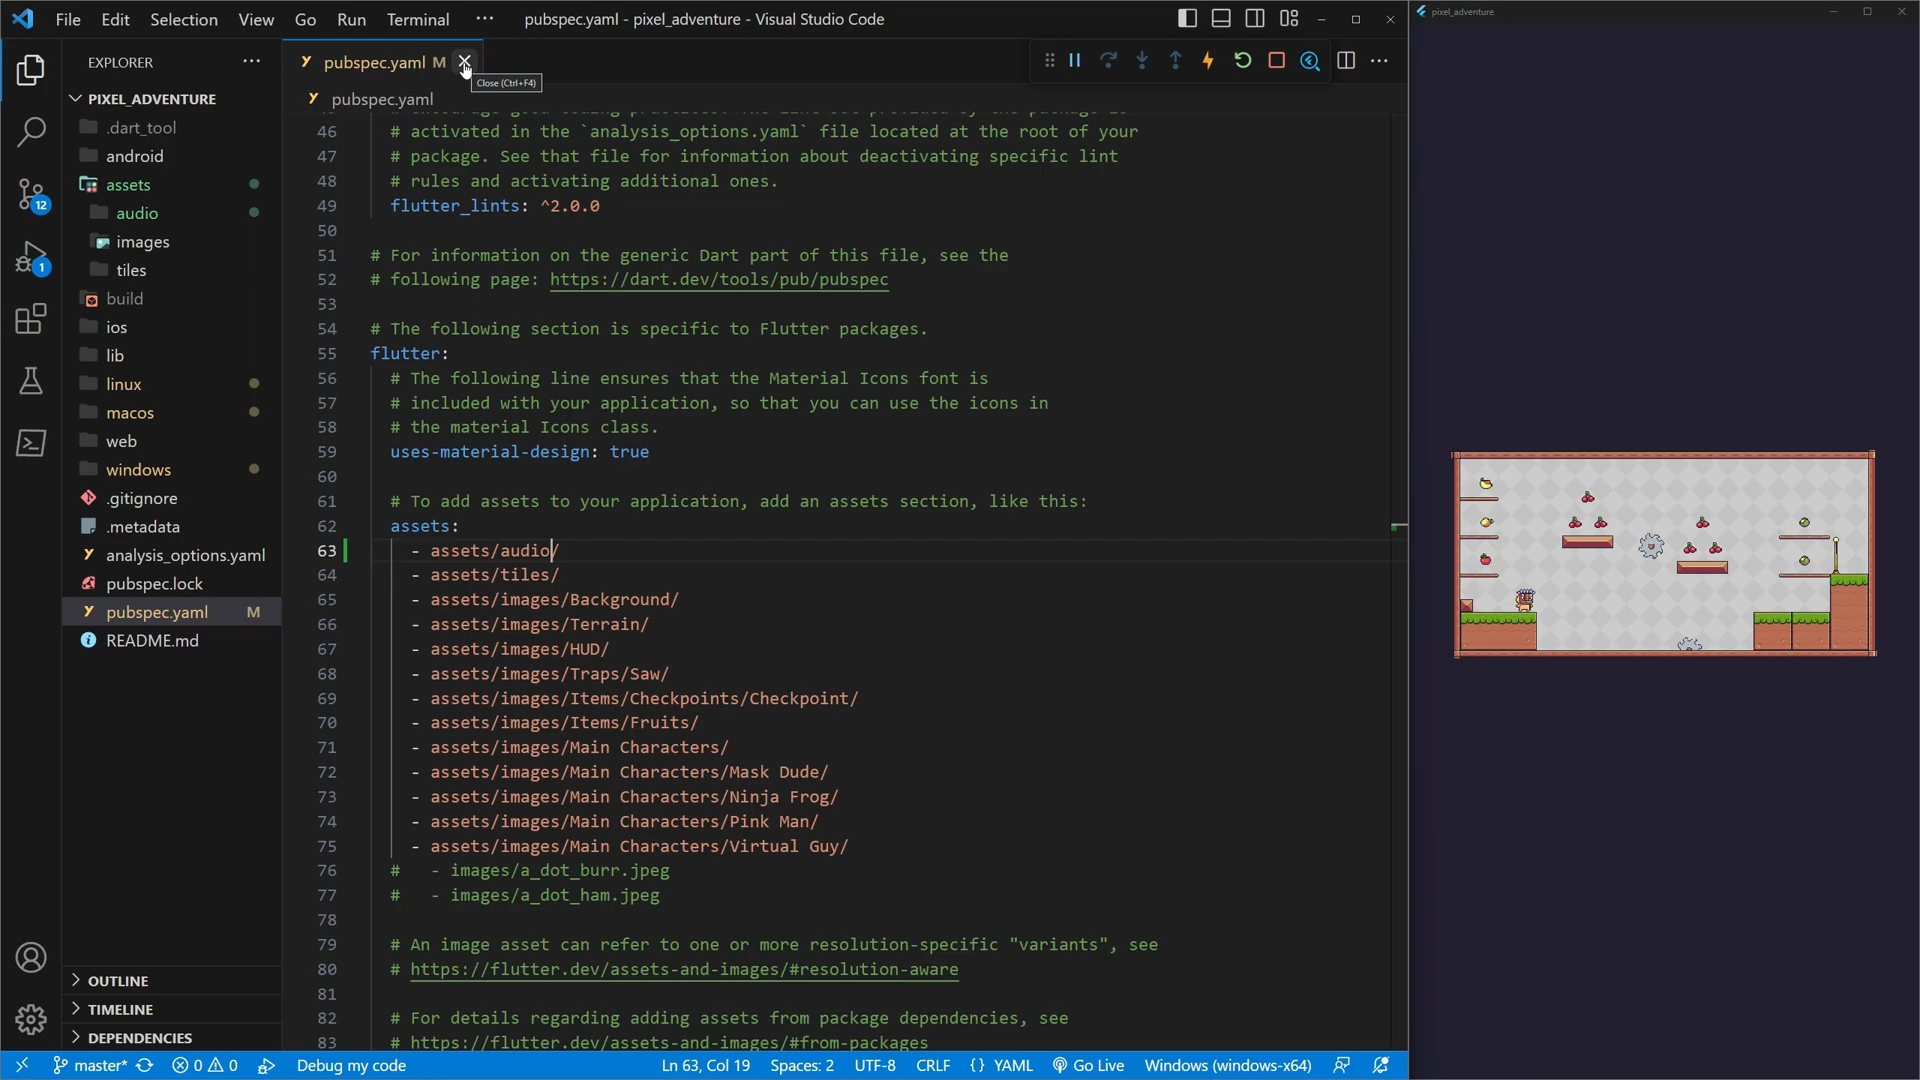 File Edit Selection View Go Run Terminal ··· pubspec.yaml - pixel_adventure - Visual Studio Code
pixel_adventure
EXPLORER
PIXEL_ADVENTURE
.dart_tool
android
assets
audio
images
tiles
build
ios
lib
linux
macos
web
windows
.gitignore
.metadata
analysis_options.yaml
pubspec.lock
pubspec.yaml M
README.md
OUTLINE
TIMELINE
DEPENDENCIES
12
1
pubspec.yaml M
Close (Ctrl+F4)
pubspec.yaml
46 # activated in the `analysis_options.yaml` file located at the root of your
47 # package. See that file for information about deactivating specific lint
48 # rules and activating additional ones.
49 flutter_lints: ^2.0.0
50
51 # For information on the generic Dart part of this file, see the
52 # following page: https://dart.dev/tools/pub/pubspec
53
54 # The following section is specific to Flutter packages.
55 flutter:
56 # The following line ensures that the Material Icons font is
57 # included with your application, so that you can use the icons in
58 # the material Icons class.
59 uses-material-design: true
60
61 # To add assets to your application, add an assets section, like this:
62 assets:
63 - assets/audio/
64 - assets/tiles/
65 - assets/images/Background/
66 - assets/images/Terrain/
67 - assets/images/HUD/
68 - assets/images/Traps/Saw/
69 - assets/images/Items/Checkpoints/Checkpoint/
70 - assets/images/Items/Fruits/
71 - assets/images/Main Characters/
72 - assets/images/Main Characters/Mask Dude/
73 - assets/images/Main Characters/Ninja Frog/
74 - assets/images/Main Characters/Pink Man/
75 - assets/images/Main Characters/Virtual Guy/
76 # - images/a_dot_burr.jpeg
77 # - images/a_dot_ham.jpeg
78
79 # An image asset can refer to one or more resolution-specific "variants", see
80 # https://flutter.dev/assets-and-images/#resolution-aware
81
82 # For details regarding adding assets from package dependencies, see
83 # https://flutter.dev/assets-and-images/#from-packages
master* 0 0 Debug my code Ln 63, Col 19 Spaces: 2 UTF-8 CRLF {} YAML Go Live Windows (windows-x64)